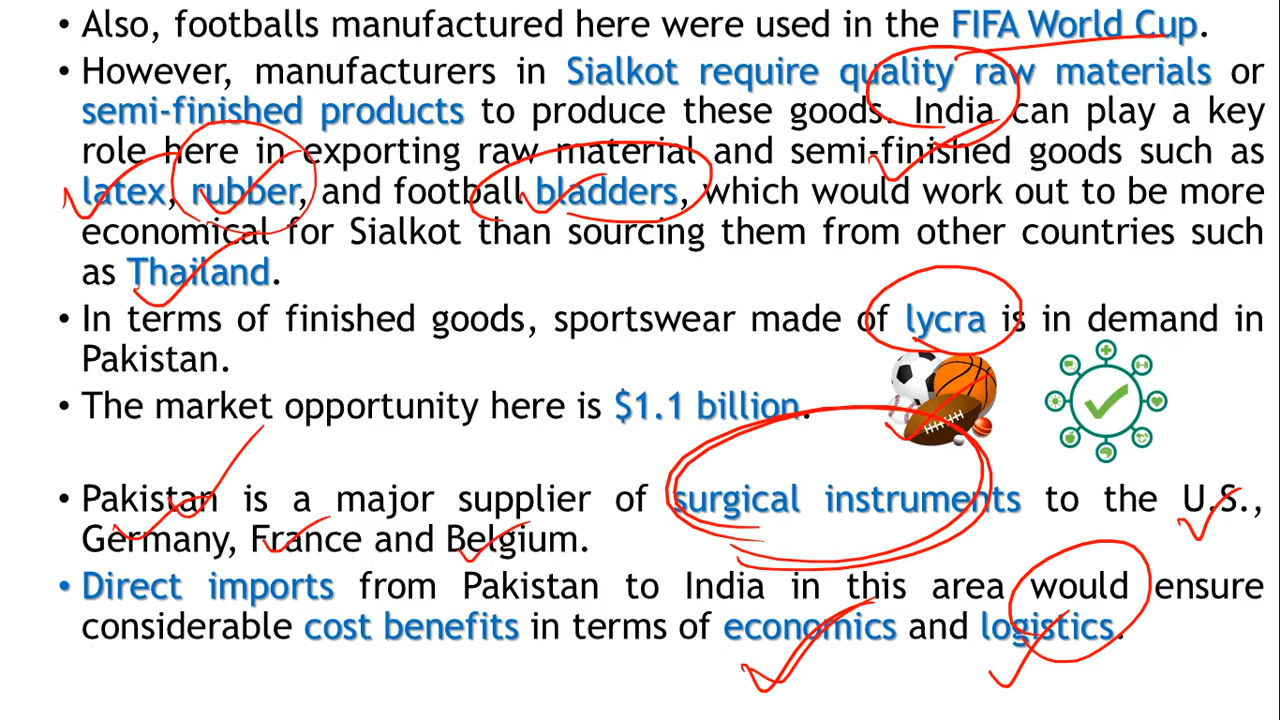 • Also, footballs manufactured here were used in the FIFA World Cup.
• However, manufacturers in Sialkot require quality raw materials or
semi-finished products to produce these goods. India can play a key
role here in exporting raw material and semi-finished goods such as
latex, rubber, and football bladders, which would work out to be more
economical for Sialkot than sourcing them from other countries such
as Thailand.
• In terms of finished goods, sportswear made of lycra is in demand in
Pakistan.
• The market opportunity here is $1.1 billion.
• Pakistan is a major supplier of surgical instruments to the U.S.,
Germany, France and Belgium.
• Direct imports from Pakistan to India in this area would ensure
considerable cost benefits in terms of economics and logistics.